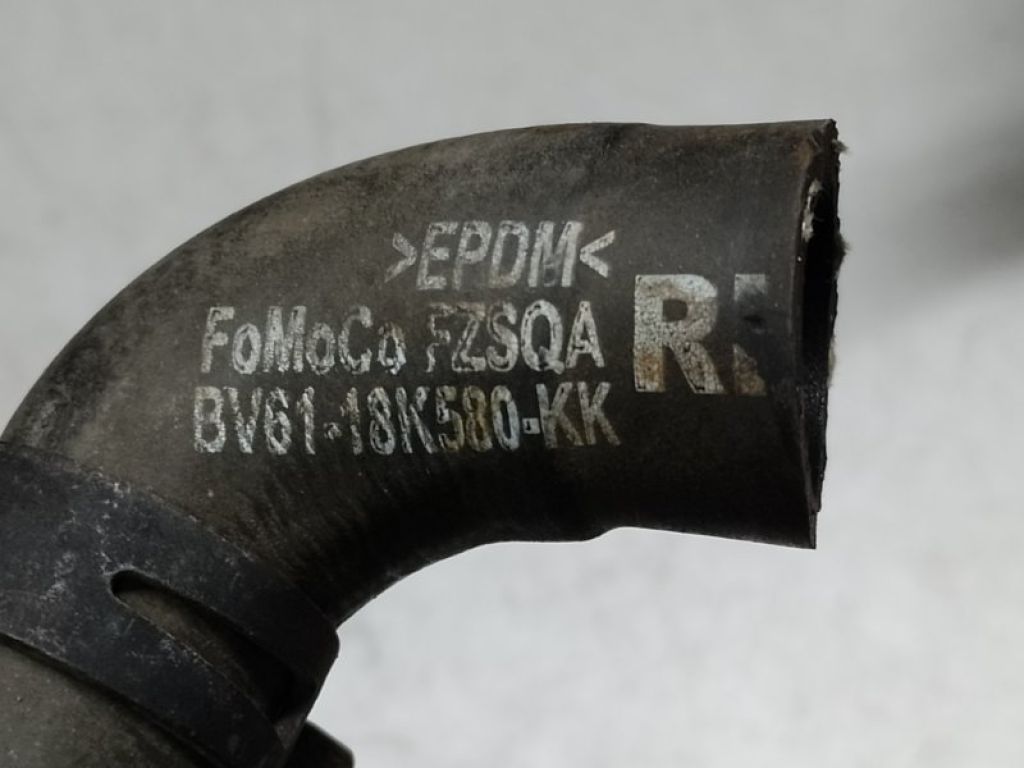 >EPDM<
FoMoCo FZSQA
BV61-18K580-KK